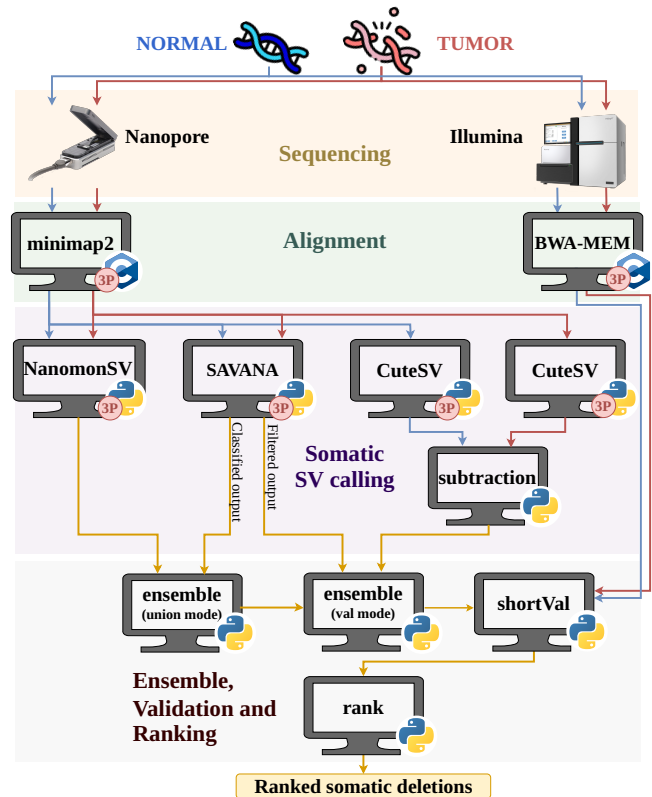 NORMAL
TUMOR
Nanopore
Illumina
Sequencing
minimap2
Alignment
BWA-MEM
3P
3P
NanomonSV
SAVANA
CuteSV
CuteSV
3P
3P
3P
3P
Classified output
Filtered output
Somatic
SV calling
subtraction
ensemble
(union mode)
ensemble
(val mode)
shortVal
Ensemble,
Validation and
Ranking
rank
Ranked somatic deletions